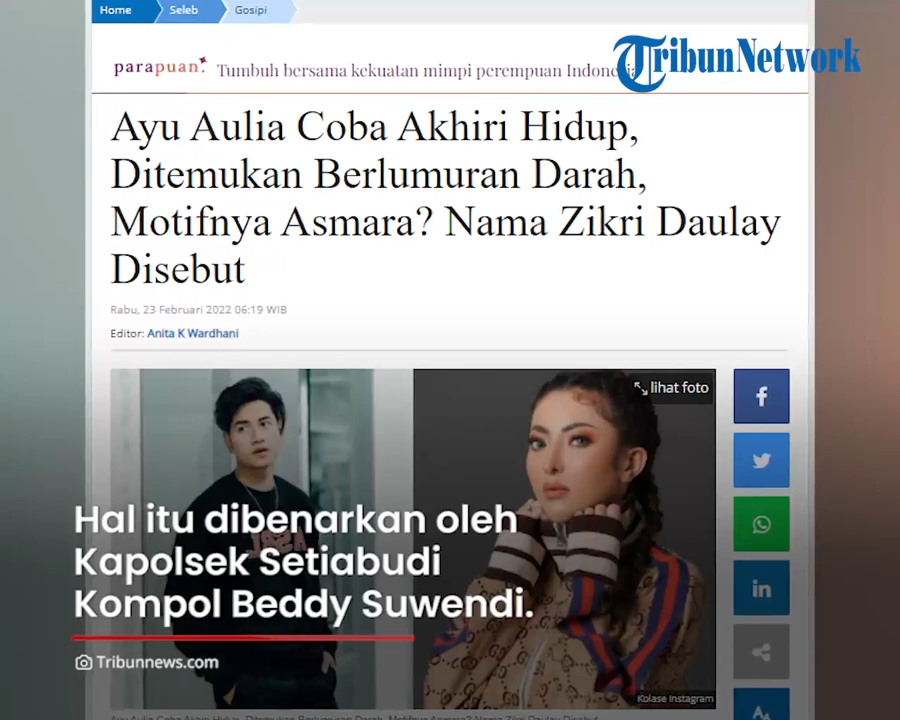 Home Seleb Gosipi
TribunNetwork
parapuan. Tumbuh bersama kekuatan mimpi perempuan
Ayu Aulia Coba Akhiri Hidup,
Ditemukan Berlumuran Darah,
Motifnya Asmara? Nama Zikri Daulay
Disebut
Rabu, 23 Februari 2022 06:19 WIB
Editor: Anita K Wardhani
lihat foto
Hal itu dibenarkan oleh
Kapolsek Setiabudi
Kompol Beddy Suwendi.
Tribunnews.com
Kolase Instagram